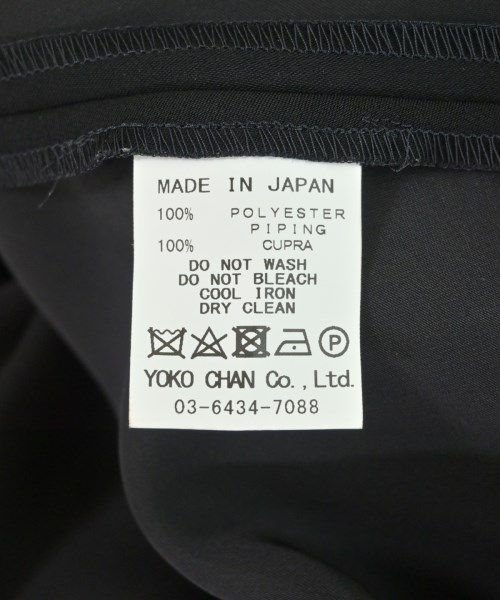 MADE IN JAPAN
100% POLYESTER
PIPING
100% CUPRA
DO NOT WASH
DO NOT BLEACH
COOL IRON
DRY CLEAN
P
YOKO CHAN Co., Ltd.
03-6434-7088